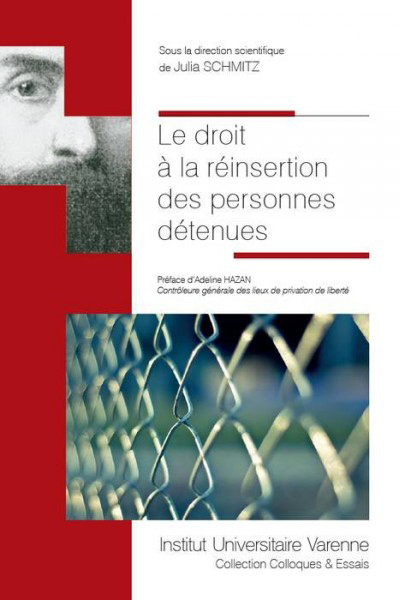 Sous la direction scientifique
de Julia SCHMITZ
Le droit
à la réinsertion
des personnes
détenues
Préface d'Adeline HAZAN
Contrôleure générale des lieux de privation de liberté
Institut Universitaire Varenne
Collection Colloques & Essais